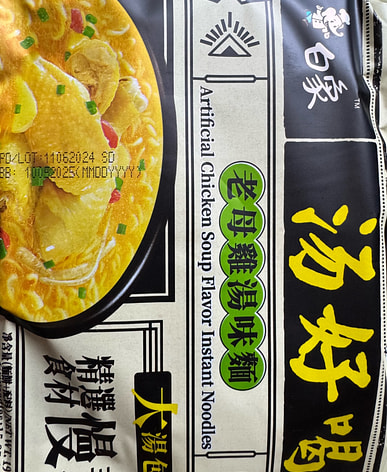 白象
TM
汤好喝
老母雞湯味麵
Artificial Chicken Soup Flavor Instant Noodles
PD/LOT:11062024 SD
BB: 10052025(MMDDYYYY)
大湯包
精選
食材
慢